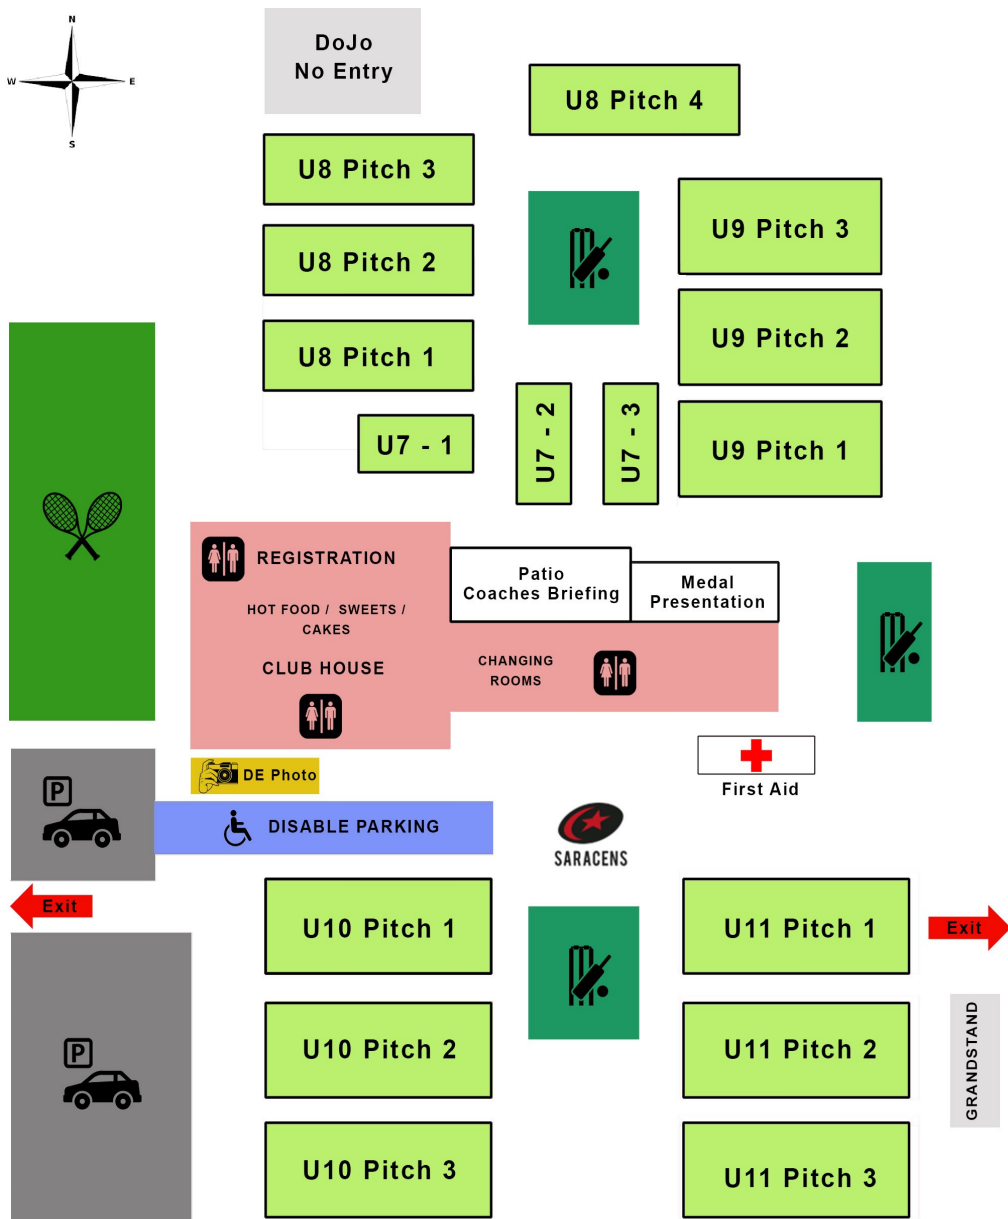 N
W
E
S
DoJo
No Entry
U8 Pitch 4
U8 Pitch 3
U9 Pitch 3
U8 Pitch 2
U9 Pitch 2
U8 Pitch 1
U7 - 1
U7 - 2
U7 - 3
U9 Pitch 1
REGISTRATION
HOT FOOD / SWEETS /
CAKES
CLUB HOUSE
Patio
Coaches Briefing
Medal
Presentation
CHANGING
ROOMS
First Aid
DE Photo
P
DISABLE PARKING
SARACENS
Exit
U10 Pitch 1
U11 Pitch 1
Exit
U10 Pitch 2
U11 Pitch 2
GRANDSTAND
P
U10 Pitch 3
U11 Pitch 3